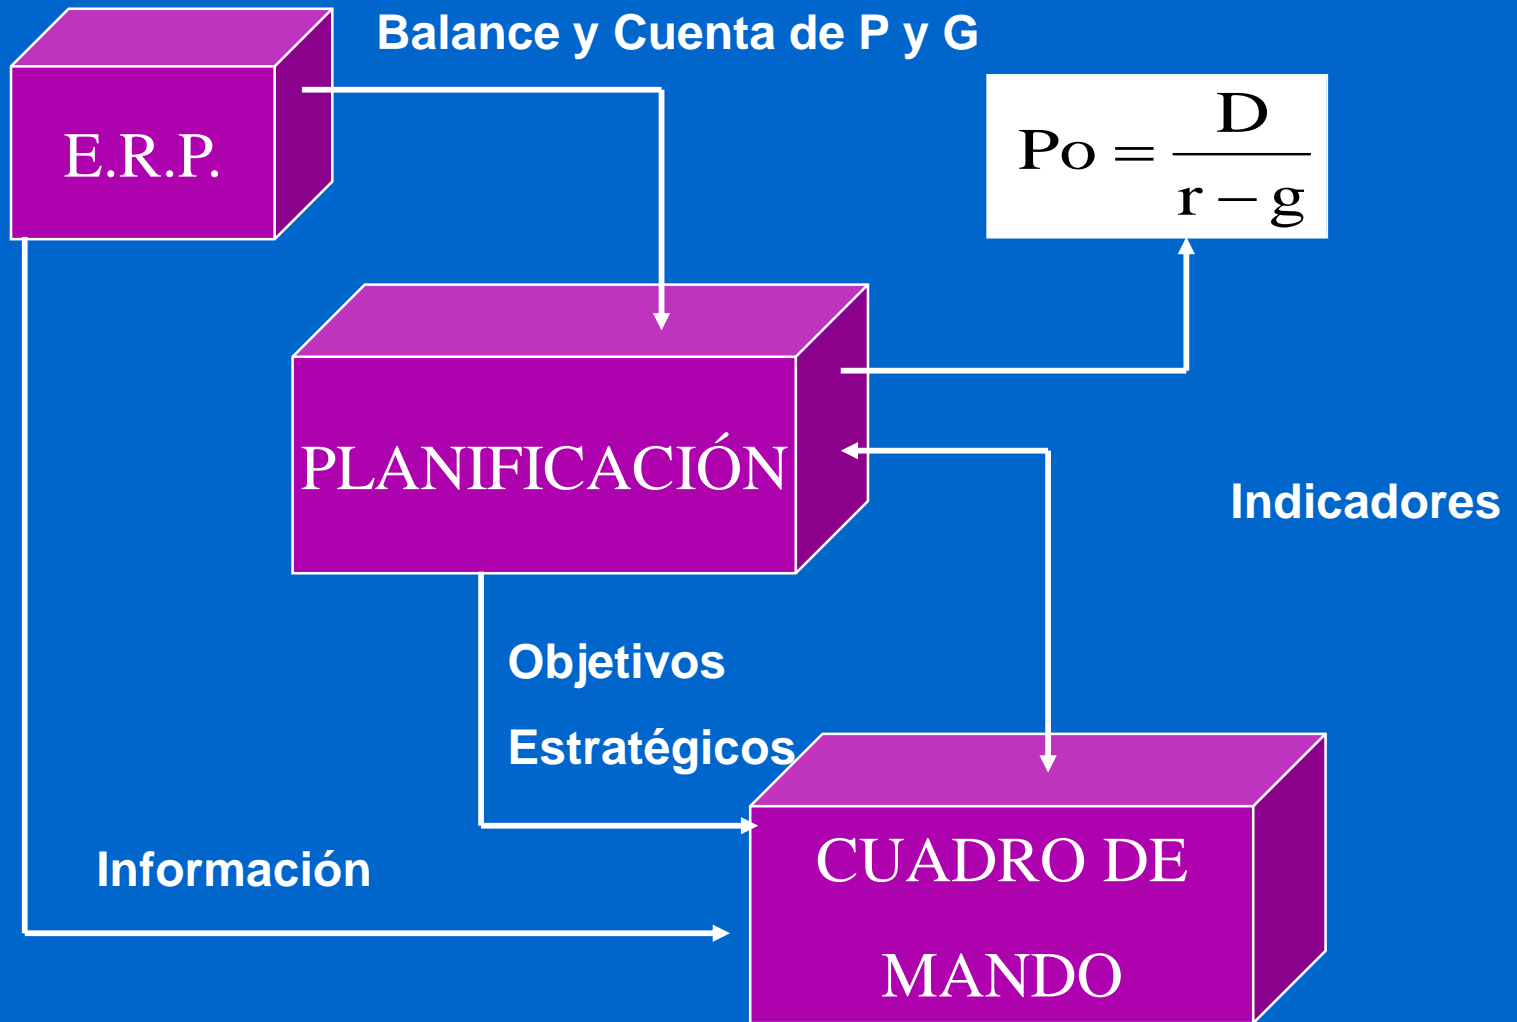 Balance y Cuenta de P y G
E.R.P.
Po = D / r – g
PLANIFICACIÓN
Indicadores
Objetivos
Estratégicos
Información
CUADRO DE
MANDO